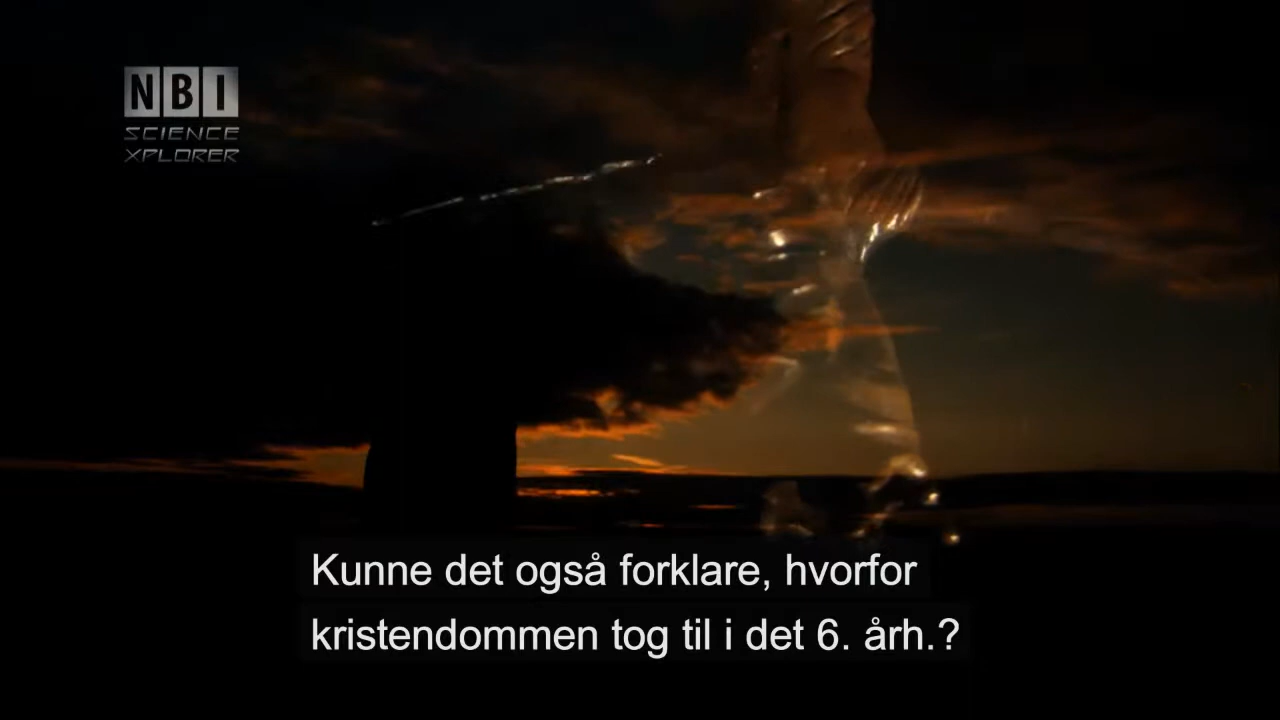 NBI
SCIENCE
XPLORER
Kunne det også forklare, hvorfor
kristendommen tog til i det 6. årh.?